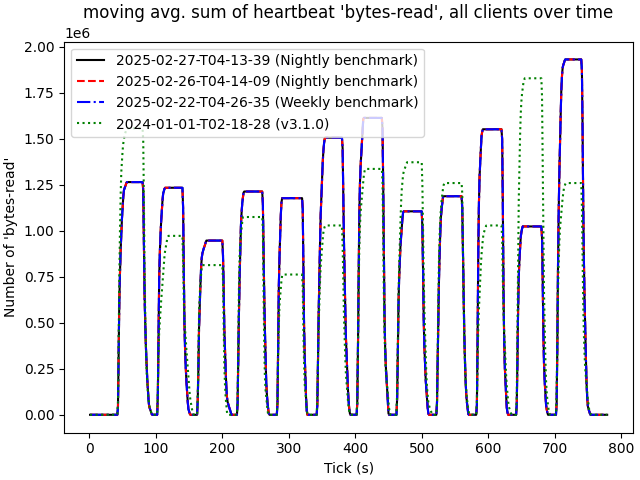 moving avg. sum of heartbeat 'bytes-read', all clients over time
1e6
2025-02-27-T04-13-39 (Nightly benchmark)
2025-02-26-T04-14-09 (Nightly benchmark)
2025-02-22-T04-26-35 (Weekly benchmark)
2024-01-01-T02-18-28 (v3.1.0)
Number of 'bytes-read'
2.00
1.75
1.50
1.25
1.00
0.75
0.50
0.25
0.00
0 100 200 300 400 500 600 700 800
Tick (s)